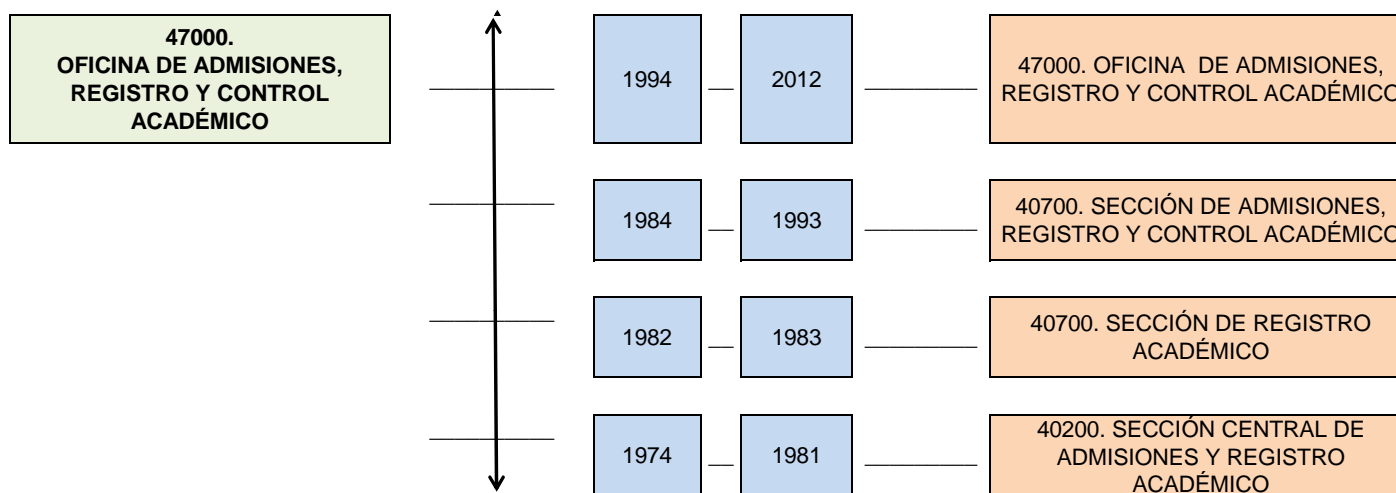 47000.
OFICINA DE ADMISIONES,
REGISTRO Y CONTROL
ACADÉMICO
1994
2012
47000. OFICINA DE ADMISIONES,
REGISTRO Y CONTROL ACADÉMICO
1984
1993
40700. SECCIÓN DE ADMISIONES,
REGISTRO Y CONTROL ACADÉMICO
1982
1983
40700. SECCIÓN DE REGISTRO
ACADÉMICO
1974
1981
40200. SECCIÓN CENTRAL DE
ADMISIONES Y REGISTRO
ACADÉMICO